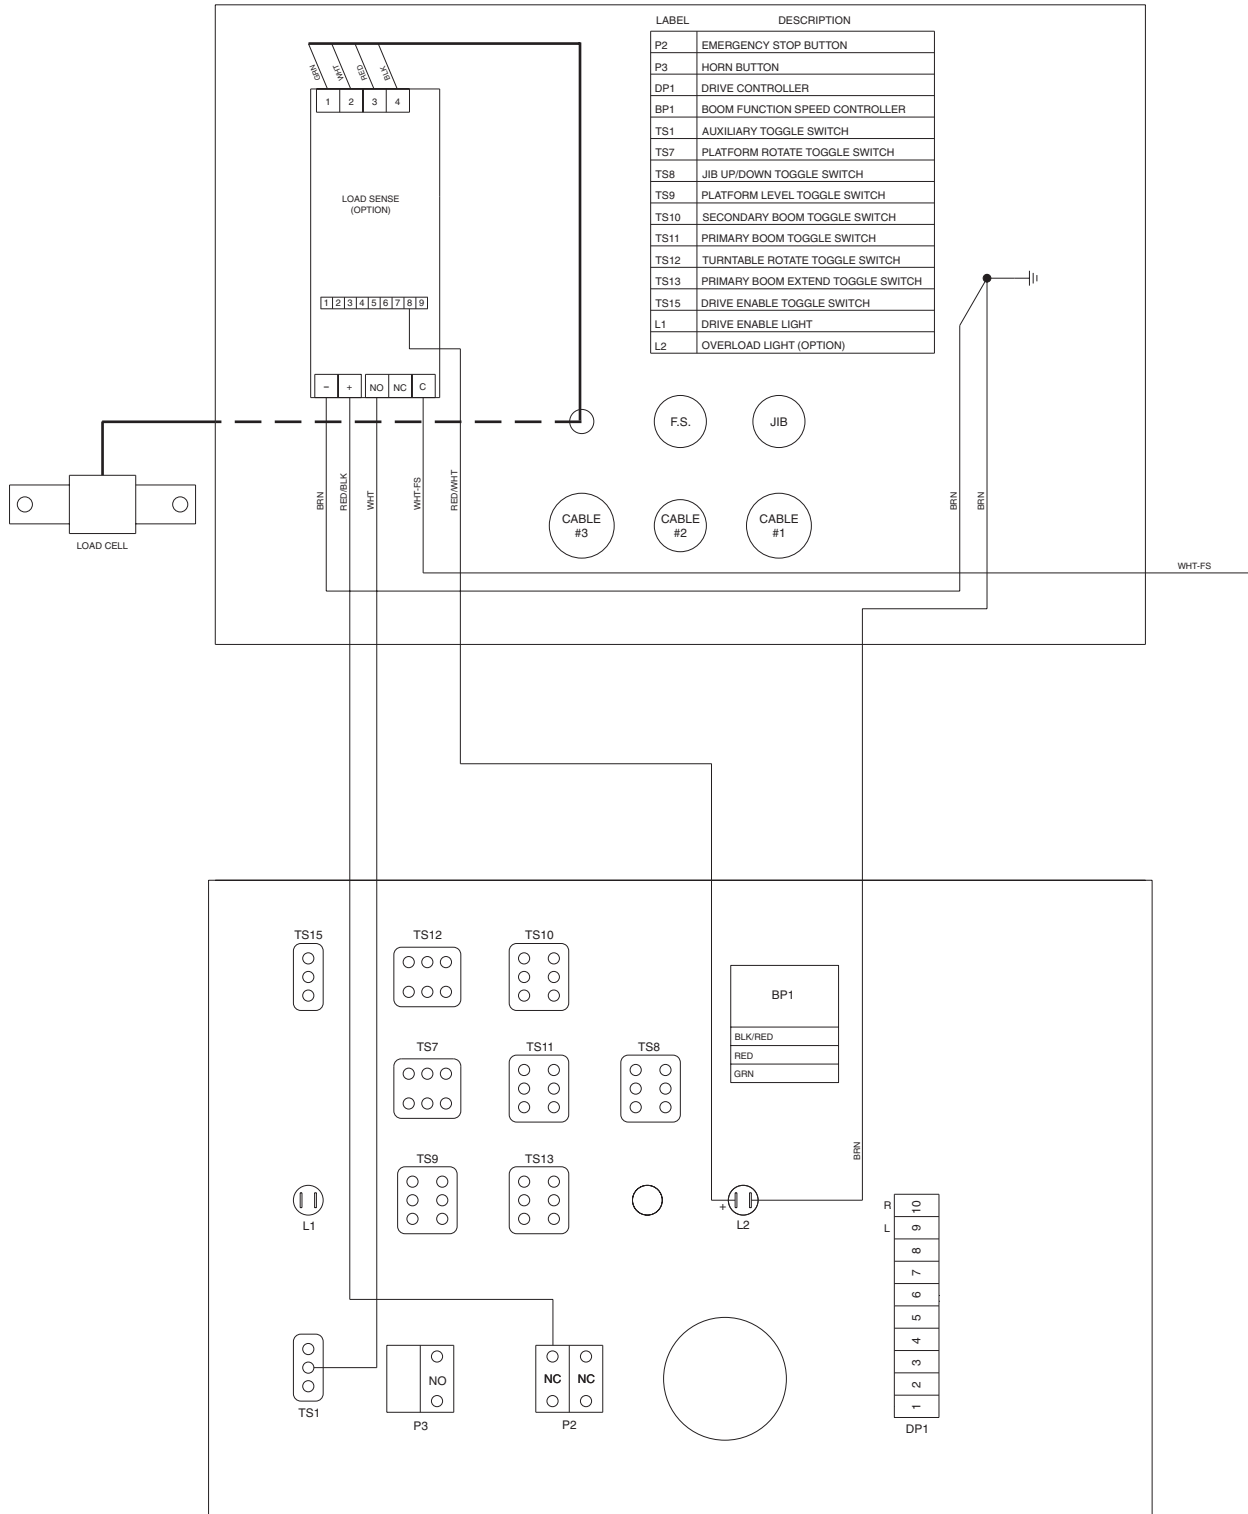 LABEL DESCRIPTION
P2 EMERGENCY STOP BUTTON
P3 HORN BUTTON
DP1 DRIVE CONTROLLER
BP1 BOOM FUNCTION SPEED CONTROLLER
TS1 AUXILIARY TOGGLE SWITCH
TS7 PLATFORM ROTATE TOGGLE SWITCH
TS8 JIB UP/DOWN TOGGLE SWITCH
TS9 PLATFORM LEVEL TOGGLE SWITCH
TS10 SECONDARY BOOM TOGGLE SWITCH
TS11 PRIMARY BOOM TOGGLE SWITCH
TS12 TURNTABLE ROTATE TOGGLE SWITCH
TS13 PRIMARY BOOM EXTEND TOGGLE SWITCH
TS15 DRIVE ENABLE TOGGLE SWITCH
L1 DRIVE ENABLE LIGHT
L2 OVERLOAD LIGHT (OPTION)
GRN WHT RED BLK
1 2 3 4
LOAD SENSE
(OPTION)
1 2 3 4 5 6 7 8 9
– + NO NC C
F.S. JIB
BRN RED/BLK WHT WHT-FS RED/WHT BRN BRN
CABLE
#3
CABLE
#2
CABLE
#1
LOAD CELL
WHT-FS
TS15 TS12 TS10
BP1
BLK/RED
RED
GRN
TS7 TS11 TS8
BRN
TS9 TS13
L1
+
L2
R 10
L 9
8
7
6
5
4
3
2
1
DP1
TS1
NO
P3
NC NC
P2